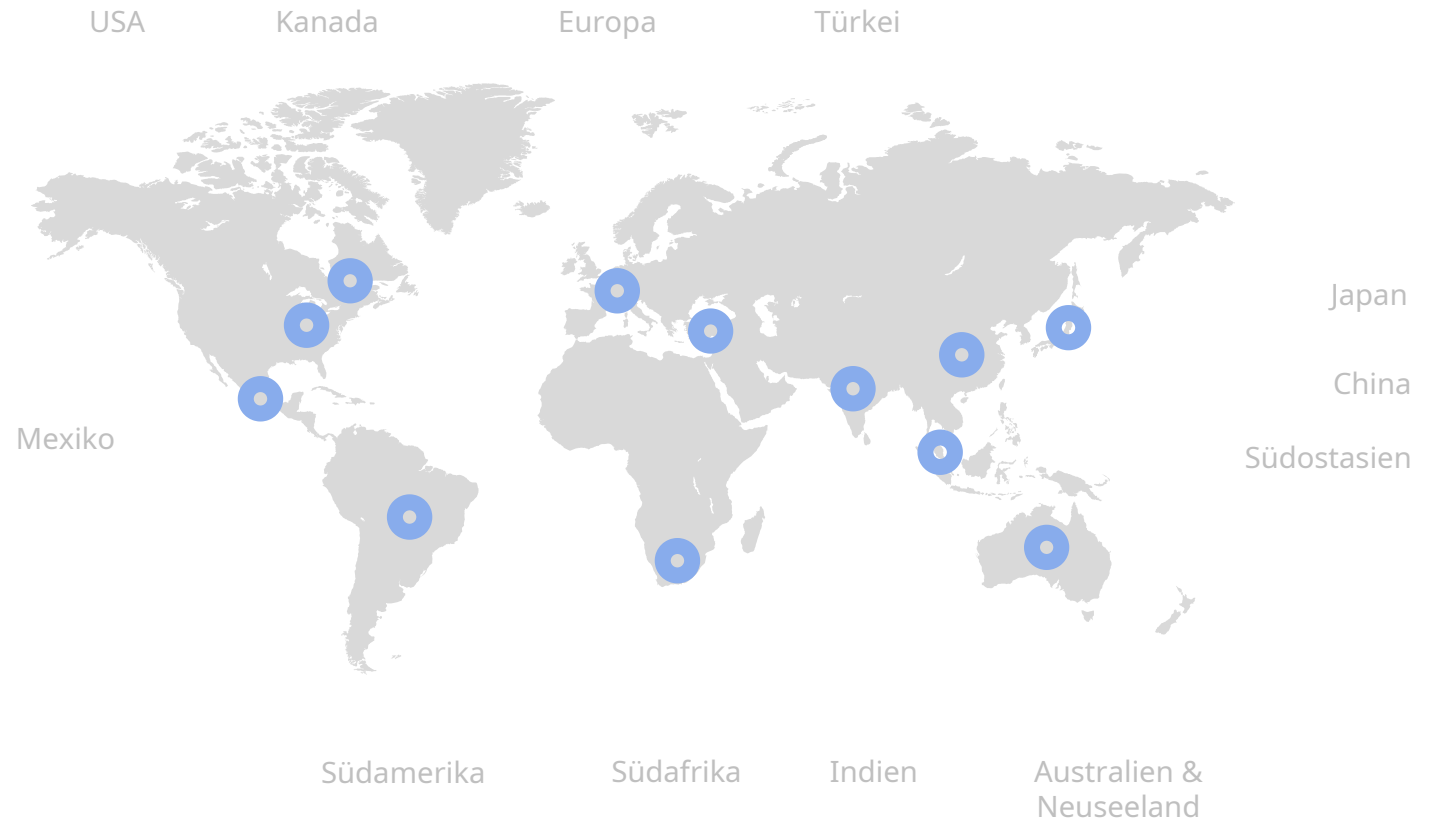 USA
Kanada
Europa
Türkei
Japan
China
Mexiko
Südostasien
Südamerika
Südafrika
Indien
Australien &
Neuseeland